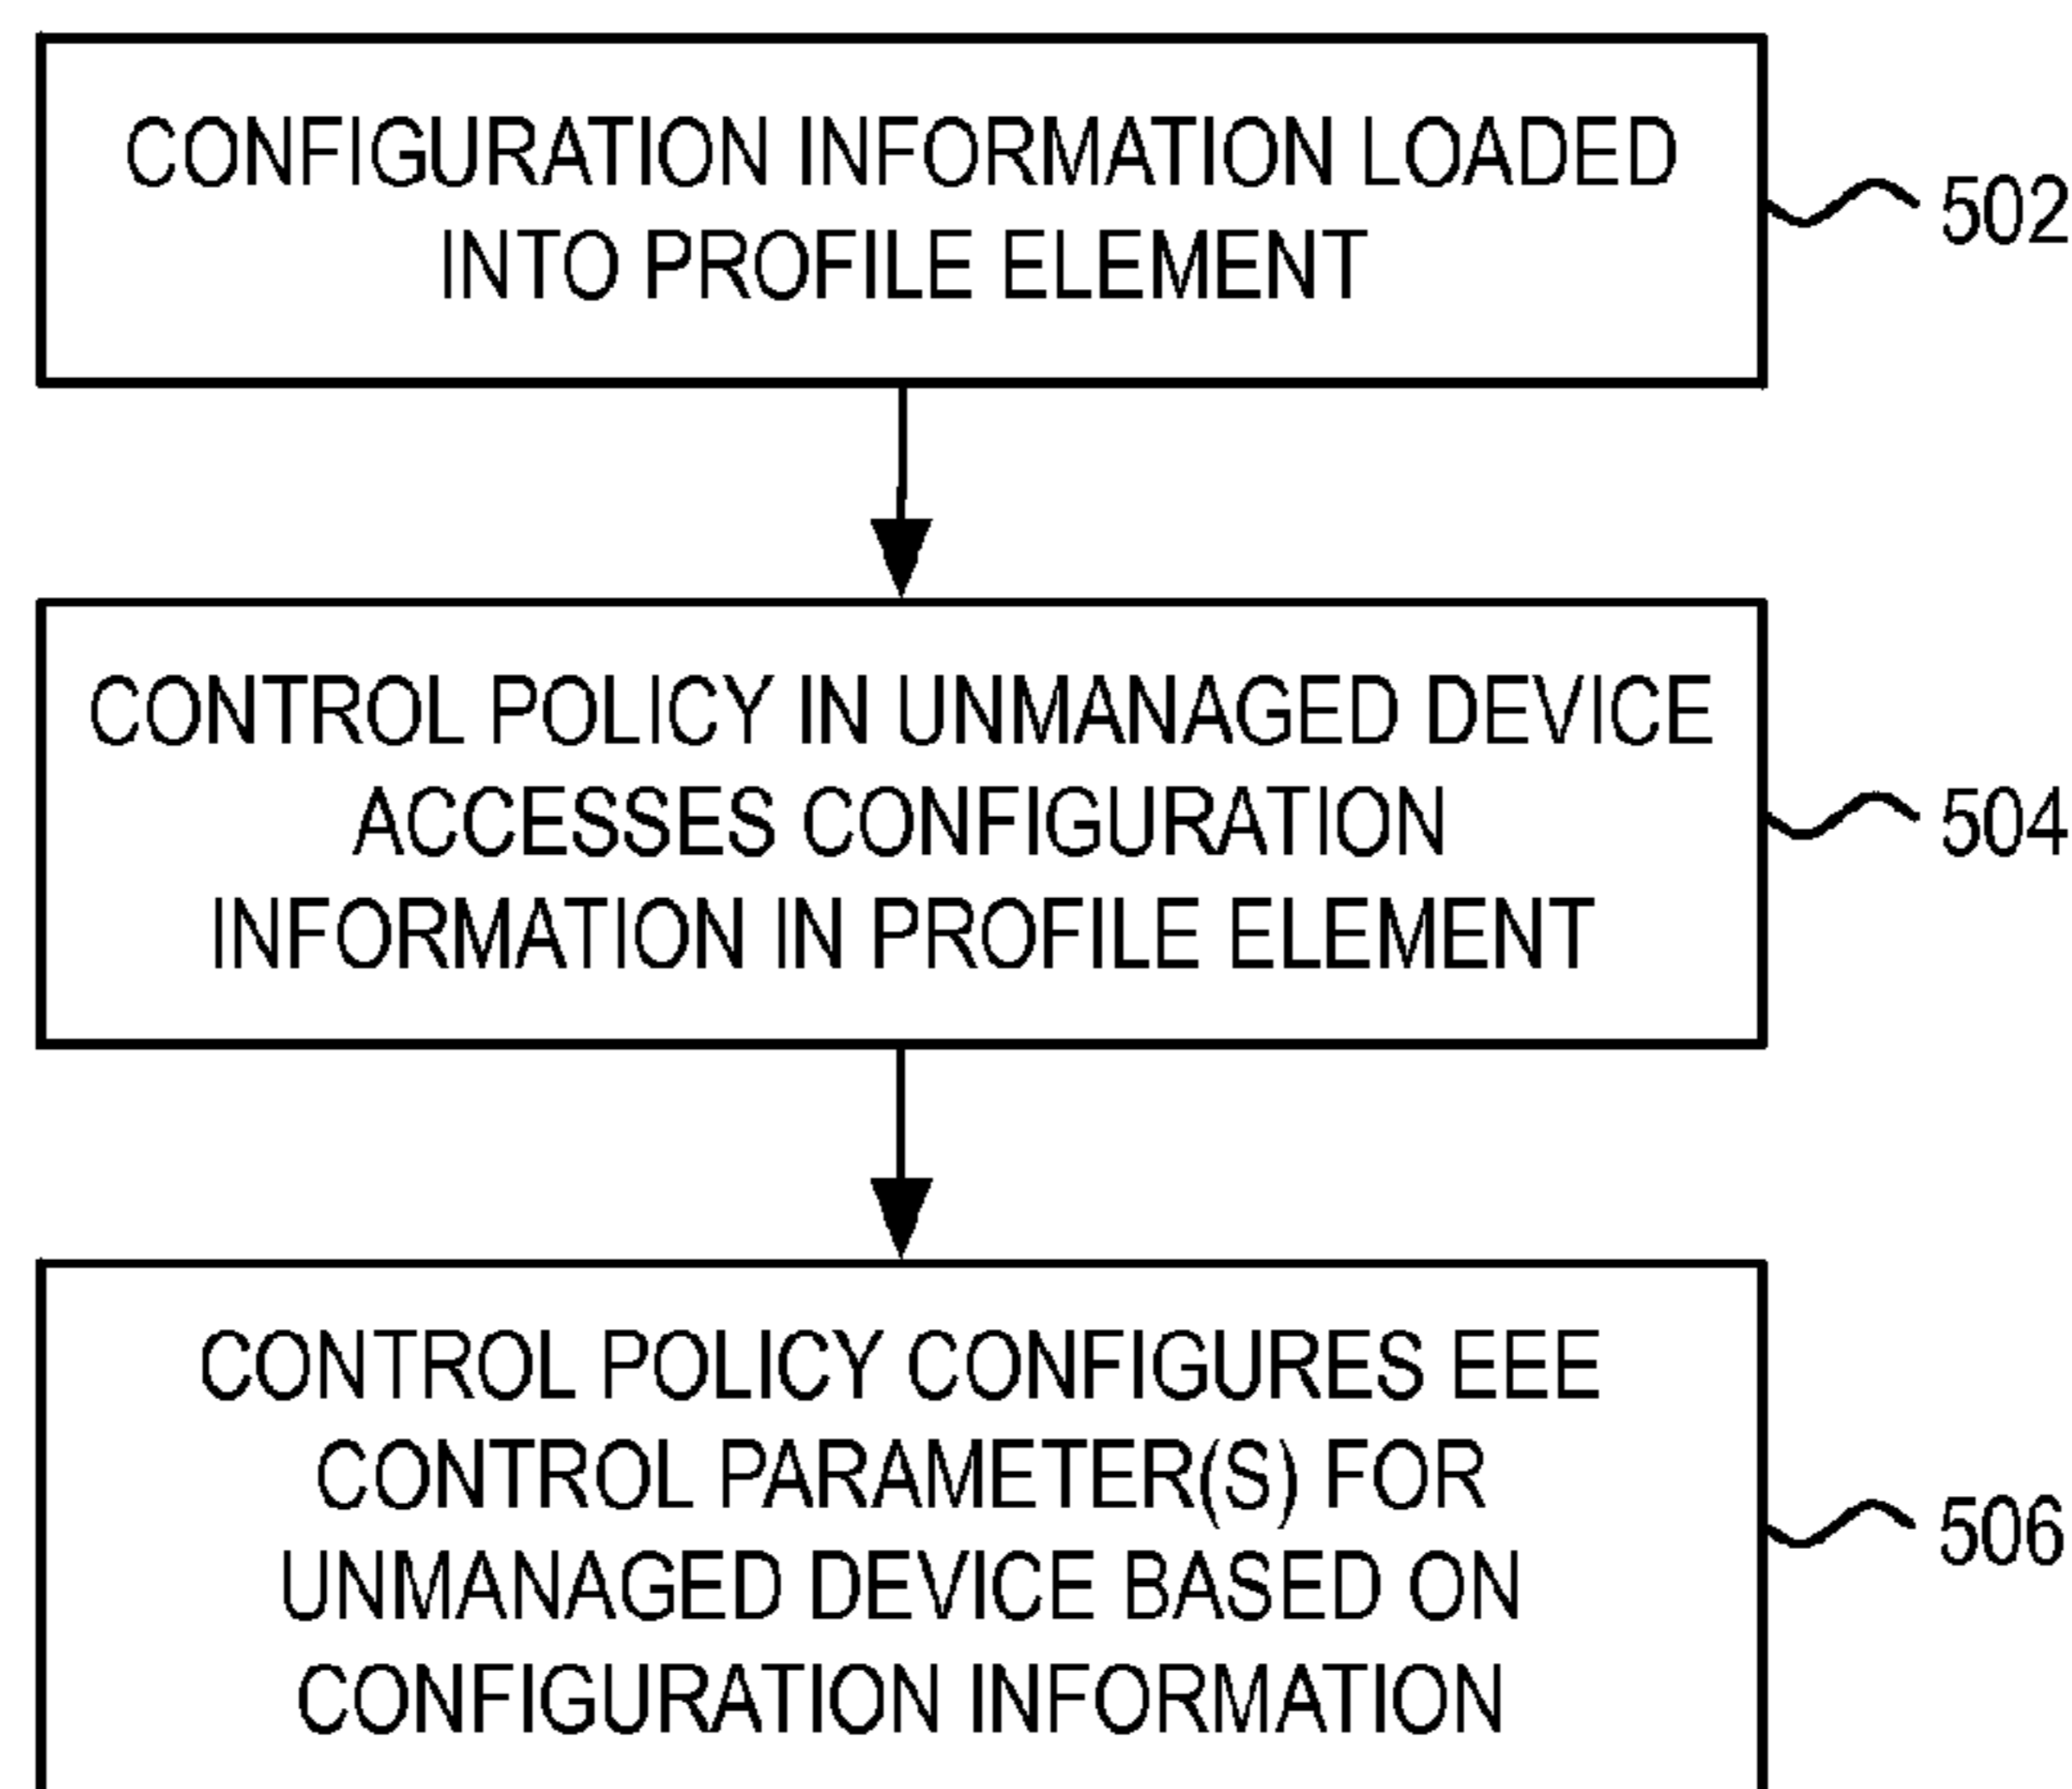 CONFIGURATION INFORMATION LOADED
INTO PROFILE ELEMENT
502
CONTROL POLICY IN UNMANAGED DEVICE
ACCESSES CONFIGURATION
INFORMATION IN PROFILE ELEMENT
504
CONTROL POLICY CONFIGURES EEE
CONTROL PARAMETER(S) FOR
UNMANAGED DEVICE BASED ON
CONFIGURATION INFORMATION
506